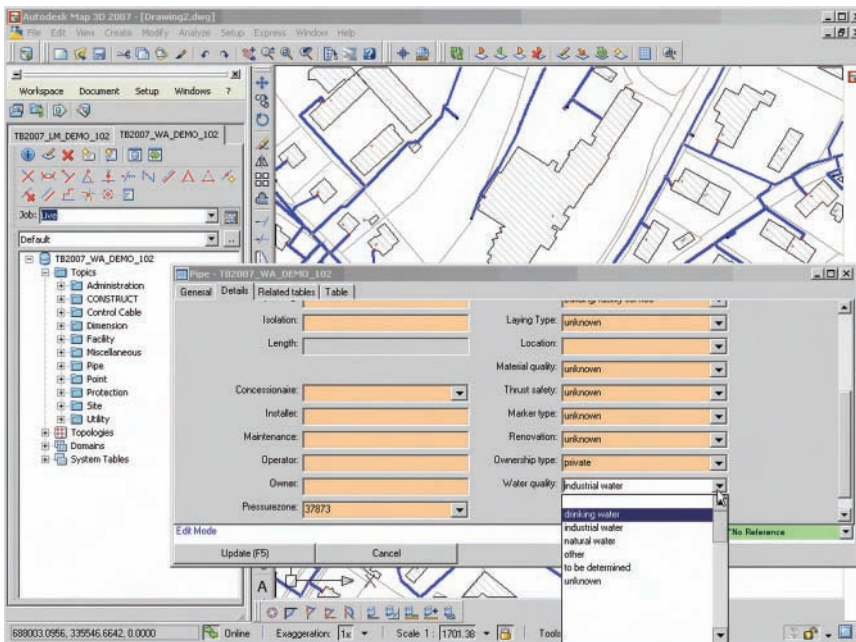 Autodesk Map 3D 2007 - [Drawing2.dwg]
File Edit View Create Modify Analyze Setup Express Window Help
Workspace Document Setup Windows ?
TB2007_LM_DEMO_102 TB2007_WA_DEMO_102
Job: Live
Default
TB2007_WA_DEMO_102
Topics
Administration
CONSTRUCT
Control Cable
Dimension
Facility
Miscellaneous
Pipe
Point
Protection
Site
Utility
Topologies
Domains
System Tables
Pipe - TB2007_WA_DEMO_102
General Details Related tables Table
Isolation:
Length:
Concessionaire:
Installer:
Maintenance:
Operator:
Owner:
Pressurezone: 37873
Laying Type: unknown
Location:
Material quality: unknown
Thrust safety: unknown
Marker type: unknown
Renovation: unknown
Ownership type: private
Water quality: industrial water
drinking water
industrial water
natural water
other
to be determined
unknown
Edit Mode
*No Reference
Update (F5) Cancel
A
688003.0956, 335546.6642, 0.0000 Online Exaggeration: 1x Scale 1: 1701.38 Tools